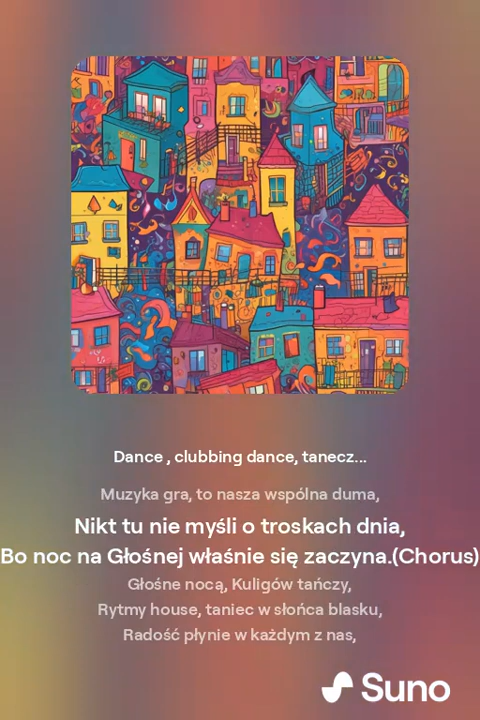 Dance , clubbing dance, tanecz...
Muzyka gra, to nasza wspólna duma,
Nikt tu nie myśli o troskach dnia,
Bo noc na Głośnej właśnie się zaczyna.(Chorus)
Głośne nocą, Kuligów tańczy,
Rytmy house, taniec w słońca blasku,
Radość płynie w każdym z nas,
Suno